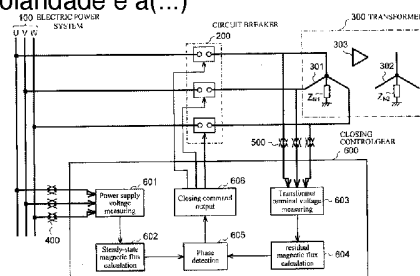 olaridade e a(...)
100 ELECTRIC POWER SYSTEM
U V W
CIRCUIT BREAKER
200
300 TRANSFORMER
303
301
302
ZN1
ZN2
CLOSING CONTROLGEAR
500
600
601
Power supply voltage measuring
606
Closing command output
Transformer terminal voltage measuring
603
400
602
Steady-state magnetic flux calculation
605
Phase detection
residual magnetic flux calculation
604